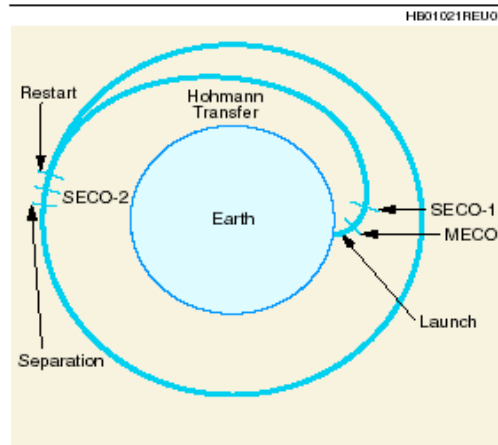 HB01021REU0
Restart
Hohmann
Transfer
SECO-2
Earth
SECO-1
MECO
Launch
Separation